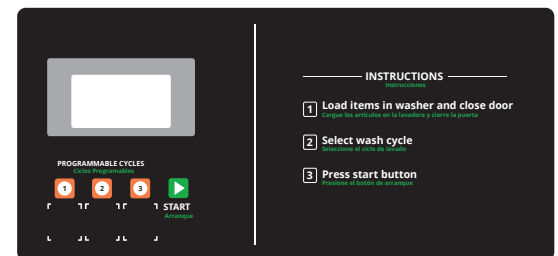 PROGRAMMABLE CYCLES
Ciclos Programables
1 2 3
START
Arranque
INSTRUCTIONS
Instrucciones
1 Load items in washer and close door
Cargue los artículos en la lavadora y cierre la puerta
2 Select wash cycle
Seleccione el ciclo de lavado
3 Press start button
Presione el botón de arranque